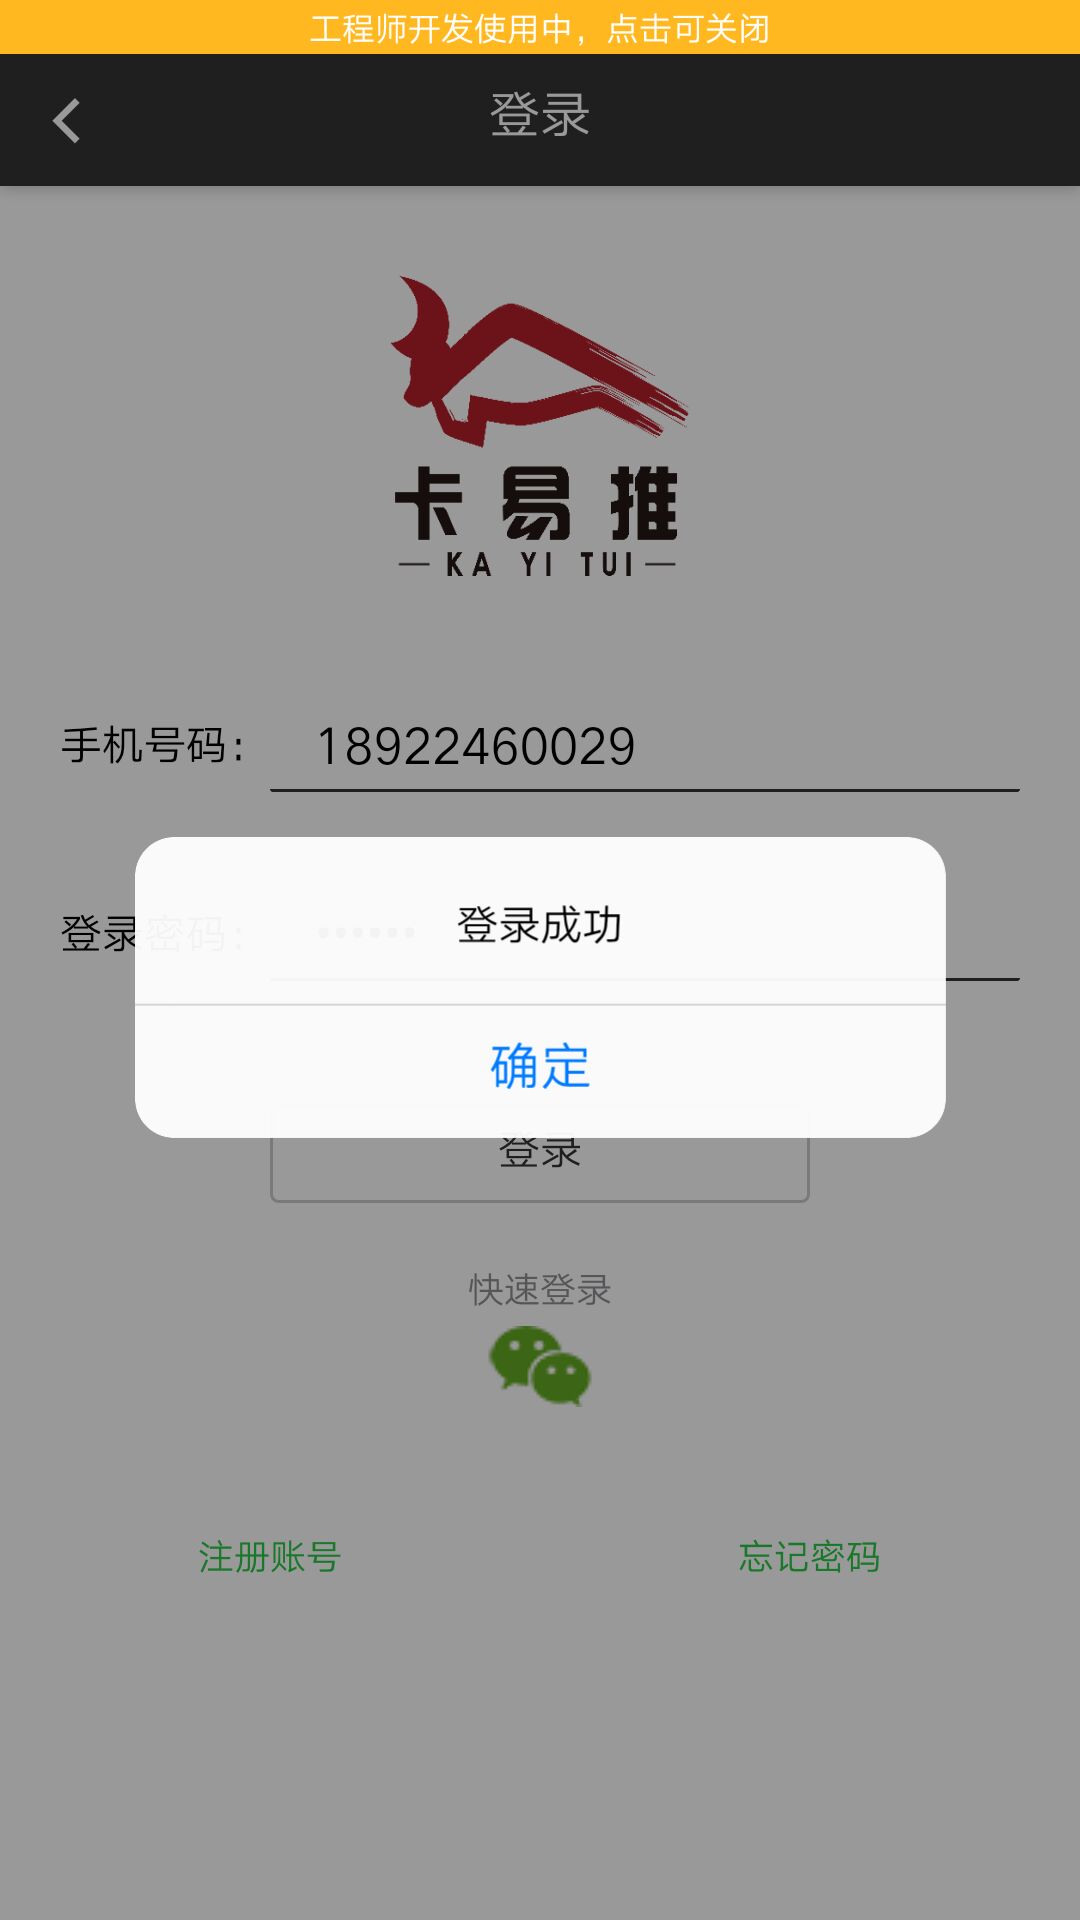 工程师开发使用中，点击可关闭
登录
卡易推
KA YI TUI
手机号码：
18922460029
登录成功
登录密码：
确定
登录
快速登录
注册账号
忘记密码